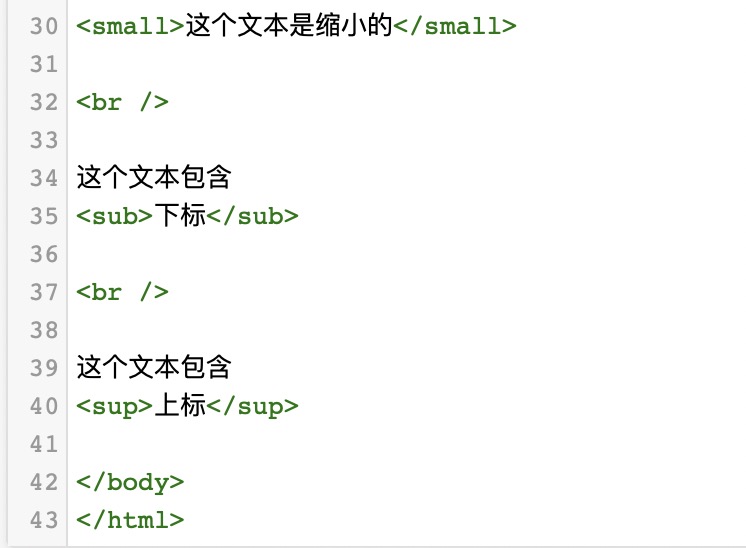 30 <small>这个文本是缩小的</small>
31
32 <br />
33
34 这个文本包含
35 <sub>下标</sub>
36
37 <br />
38
39 这个文本包含
40 <sup>上标</sup>
41
42 </body>
43 </html>